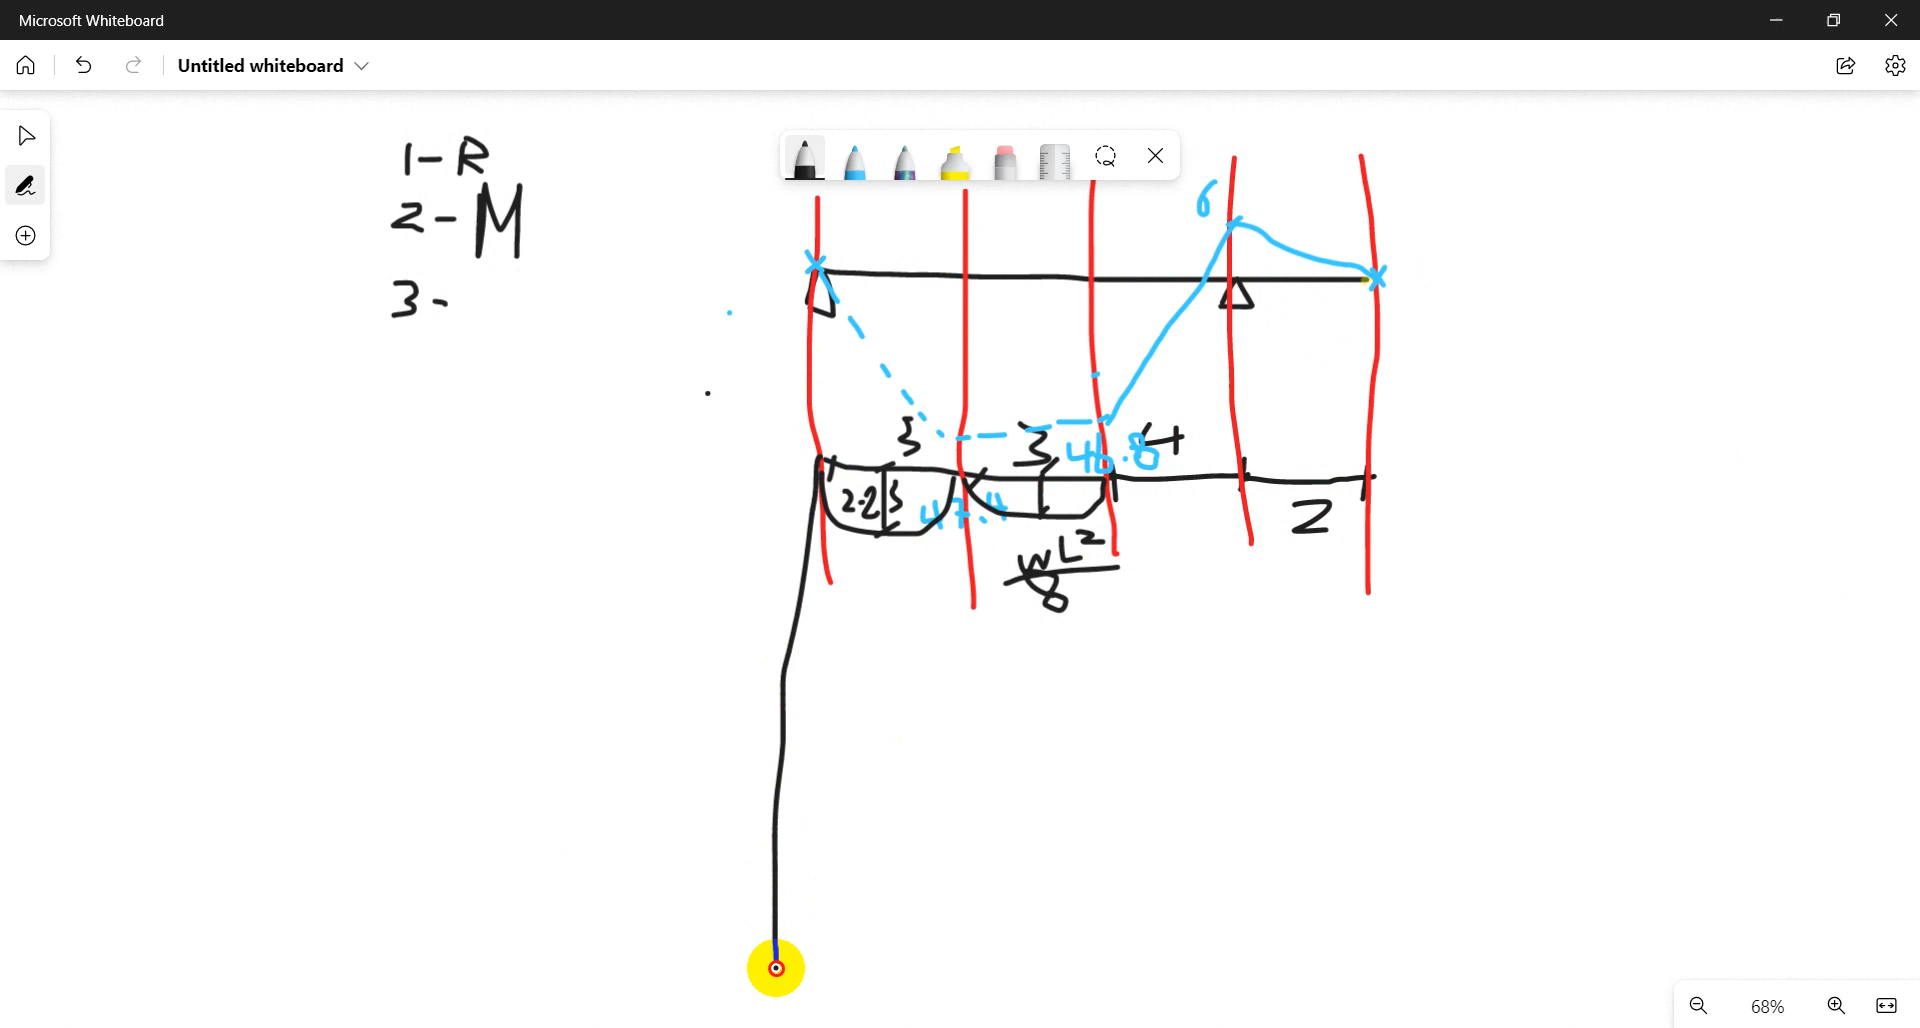 Microsoft Whiteboard
Untitled whiteboard
1-R
2-M
3-
6
3
3
4
46.8
2.2
3
47.4
2
wL²
8
68%